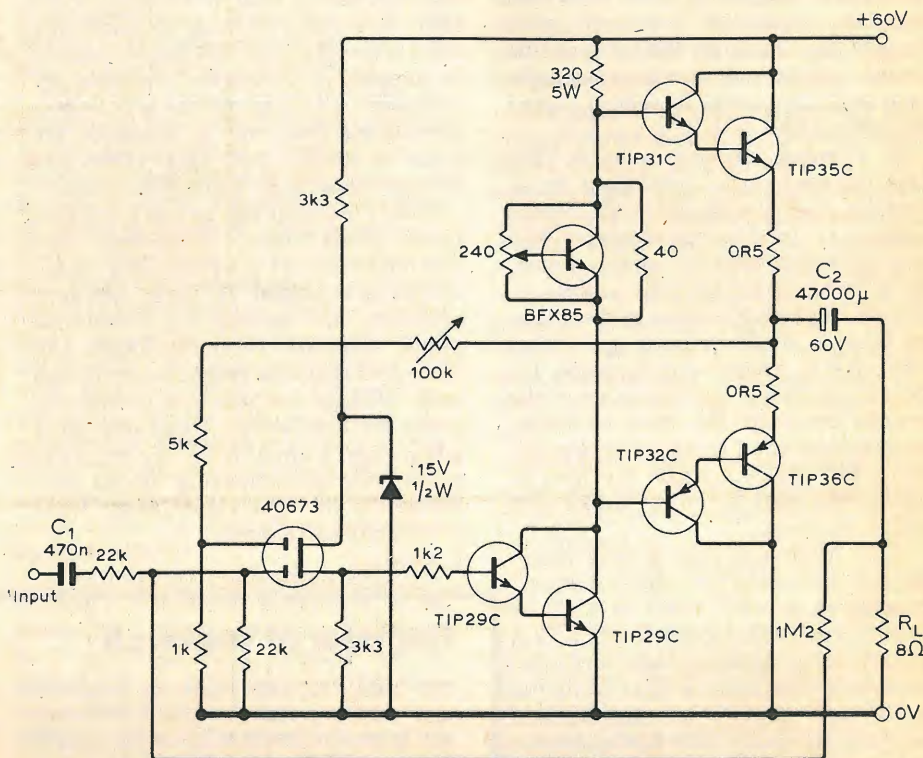 +60V
320
5W
TIP31C
TIP35C
3k3
240
40
BFX85
0R5
C₂
47000μ
60V
100k
0R5
5k
15V
½W
TIP32C
TIP36C
40673
C₁
470n
22k
1k2
Input
TIP29C
TIP29C
1k
22k
3k3
1M2
R_L
8Ω
0V